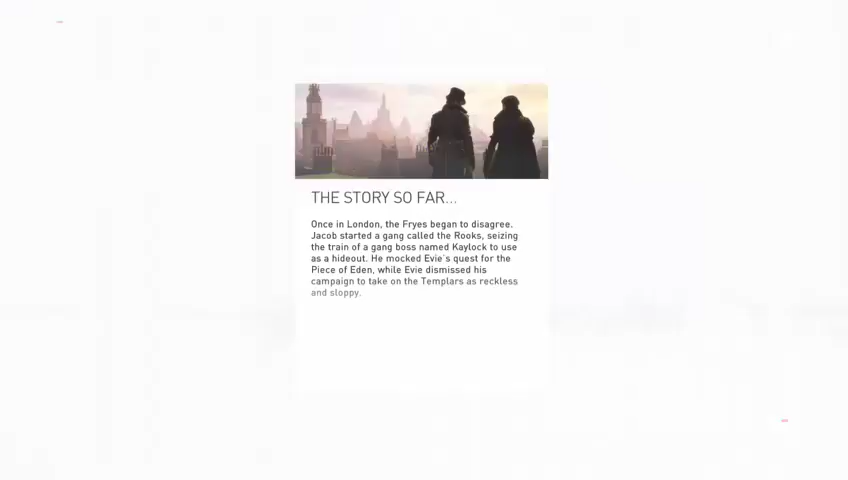 THE STORY SO FAR...
Once in London, the Fryes began to disagree.
Jacob started a gang called the Rooks, seizing
the train of a gang boss named Kaylock to use
as a hideout. He mocked Evie's quest for the
Piece of Eden, while Evie dismissed his
campaign to take on the Templars as reckless
and sloppy.